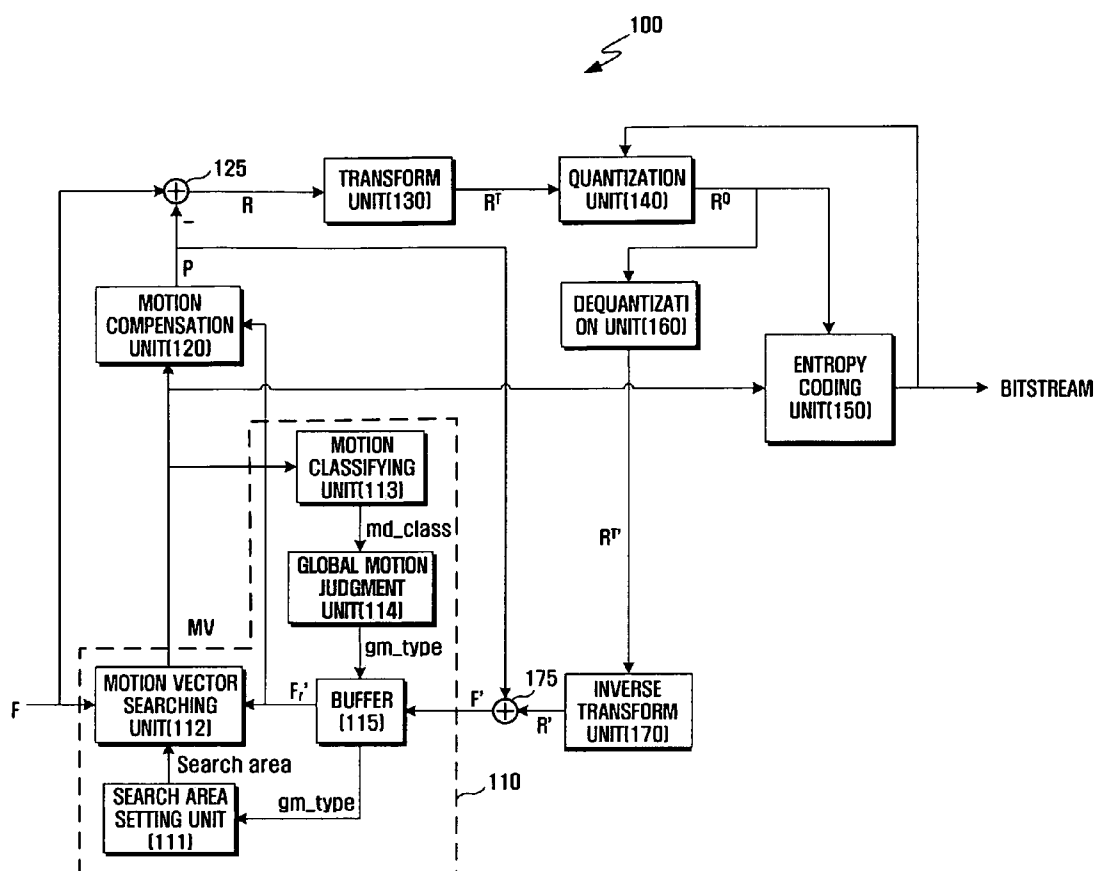 100
125
TRANSFORM
UNIT(130)
QUANTIZATION
UNIT(140)
R
R^T
R^Q
−
P
MOTION
COMPENSATION
UNIT(120)
DEQUANTIZATI
ON UNIT(160)
ENTROPY
CODING
UNIT(150)
BITSTREAM
MOTION
CLASSIFYING
UNIT(113)
md_class
R^T'
GLOBAL MOTION
JUDGMENT
UNIT(114)
MV
gm_type
175
F
MOTION VECTOR
SEARCHING
UNIT(112)
Fr'
BUFFER
(115)
F'
R'
INVERSE
TRANSFORM
UNIT(170)
Search area
SEARCH AREA
SETTING UNIT
(111)
gm_type
110